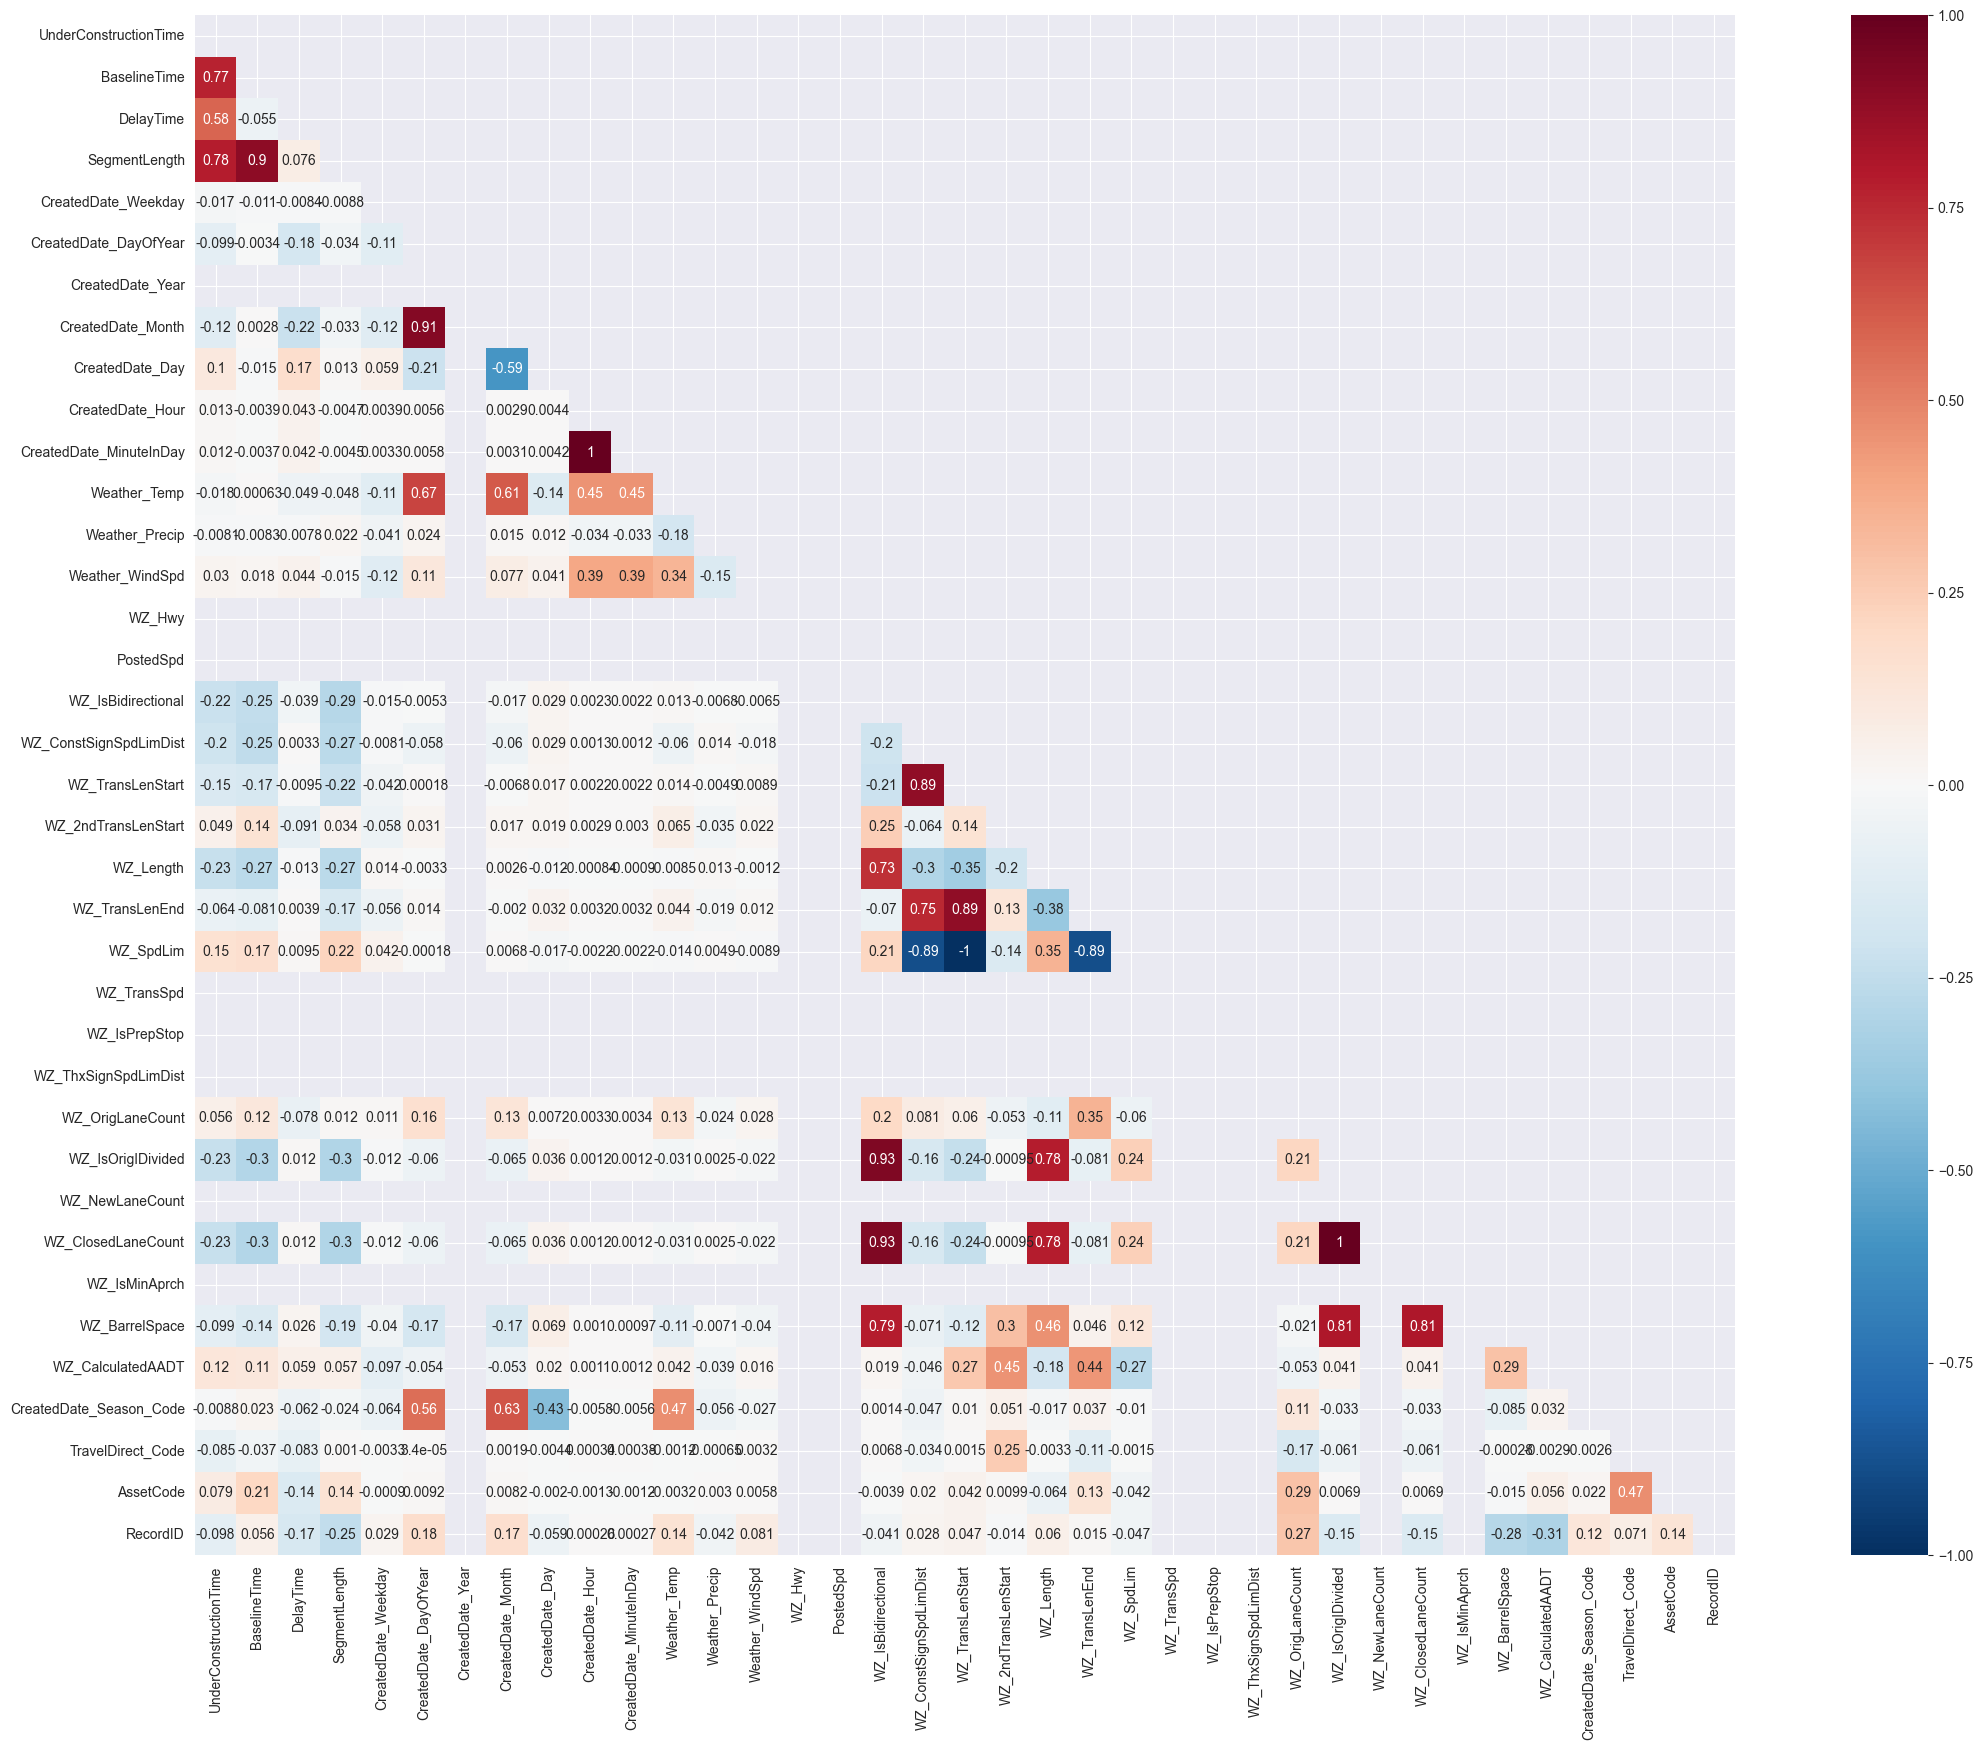 UnderConstructionTime
BaselineTime 0.77
DelayTime 0.58 -0.055
SegmentLength 0.78 0.9 0.076
CreatedDate_Weekday -0.017 -0.011 -0.0084 -0.0088
CreatedDate_DayOfYear -0.099 -0.0034 -0.18 -0.034 -0.11
CreatedDate_Year
CreatedDate_Month -0.12 0.0028 -0.22 -0.033 -0.12 0.91
CreatedDate_Day 0.1 -0.015 0.17 0.013 0.059 -0.21 -0.59
CreatedDate_Hour 0.013 -0.0039 0.043 -0.0047 0.0039 0.0056 0.0029 0.0044
CreatedDate_MinuteInDay 0.012 -0.0037 0.042 -0.0045 0.0033 0.0058 0.0031 0.0042 1
Weather_Temp -0.018 0.00063 -0.049 -0.048 -0.11 0.67 0.61 -0.14 0.45 0.45
Weather_Precip -0.0081 -0.0083 -0.0078 0.022 -0.041 0.024 0.015 0.012 -0.034 -0.033 -0.18
Weather_WindSpd 0.03 0.018 0.044 -0.015 -0.12 0.11 0.077 0.041 0.39 0.39 0.34 -0.15
WZ_Hwy
PostedSpd
WZ_IsBidirectional -0.22 -0.25 -0.039 -0.29 -0.015 -0.0053 -0.017 0.029 0.0023 0.0022 0.013 -0.0068 -0.0065
WZ_ConstSignSpdLimDist -0.2 -0.25 0.0033 -0.27 -0.0081 -0.058 -0.06 0.029 0.0013 0.0012 -0.06 0.014 -0.018 -0.2
WZ_TransLenStart -0.15 -0.17 -0.0095 -0.22 -0.042 0.00018 -0.0068 0.017 0.0022 0.0022 0.014 -0.0049 0.0089 -0.21 0.89
WZ_2ndTransLenStart 0.049 0.14 -0.091 0.034 -0.058 0.031 0.017 0.019 0.0029 0.003 0.065 -0.035 0.022 0.25 -0.064 0.14
WZ_Length -0.23 -0.27 -0.013 -0.27 0.014 -0.0033 0.0026 -0.012 -0.00084 -0.0009 -0.0085 0.013 -0.0012 0.73 -0.3 -0.35 -0.2
WZ_TransLenEnd -0.064 -0.081 0.0039 -0.17 -0.056 0.014 -0.002 0.032 0.0032 0.0032 0.044 -0.019 0.012 -0.07 0.75 0.89 0.13 -0.38
WZ_SpdLim 0.15 0.17 0.0095 0.22 0.042 -0.00018 0.0068 -0.017 -0.0022 -0.0022 -0.014 0.0049 -0.0089 0.21 -0.89 -1 -0.14 0.35 -0.89
WZ_TransSpd
WZ_IsPrepStop
WZ_ThxSignSpdLimDist
WZ_OrigLaneCount 0.056 0.12 -0.078 0.012 0.011 0.16 0.13 0.0072 0.0033 0.0034 0.13 -0.024 0.028 0.2 0.081 0.06 -0.053 -0.11 0.35 -0.06
WZ_IsOriglDivided -0.23 -0.3 0.012 -0.3 -0.012 -0.06 -0.065 0.036 0.0012 0.0012 -0.031 0.0025 -0.022 0.93 -0.16 -0.24 -0.00095 0.78 -0.081 0.24 0.21
WZ_NewLaneCount
WZ_ClosedLaneCount -0.23 -0.3 0.012 -0.3 -0.012 -0.06 -0.065 0.036 0.0012 0.0012 -0.031 0.0025 -0.022 0.93 -0.16 -0.24 -0.00095 0.78 -0.081 0.24 0.21 1
WZ_IsMinAprch
WZ_BarrelSpace -0.099 -0.14 0.026 -0.19 -0.04 -0.17 -0.17 0.069 0.0010 0.00097 -0.11 -0.0071 -0.04 0.79 -0.071 -0.12 0.3 0.46 0.046 0.12 -0.021 0.81 0.81
WZ_CalculatedAADT 0.12 0.11 0.059 0.057 -0.097 -0.054 -0.053 0.02 0.0011 0.0012 0.042 -0.039 0.016 0.019 -0.046 0.27 0.45 -0.18 0.44 -0.27 -0.053 0.041 0.041 0.29
CreatedDate_Season_Code -0.0088 0.023 -0.062 -0.024 -0.064 0.56 0.63 -0.43 -0.0058 -0.0056 0.47 -0.056 -0.027 0.0014 -0.047 0.01 0.051 -0.017 0.037 -0.01 0.11 -0.033 -0.033 -0.085 0.032
TravelDirect_Code -0.085 -0.037 -0.083 0.001 -0.0033 3.4e-05 0.0019 -0.0044 0.00034 0.00038 -0.0012 -0.00065 0.0032 0.0068 -0.034 0.0015 0.25 -0.0033 -0.11 -0.0015 -0.17 -0.061 -0.061 -0.00028 0.0029 0.0026
AssetCode 0.079 0.21 -0.14 0.14 -0.0009 0.0092 0.0082 -0.002 -0.0013 -0.0012 -0.0032 0.003 0.0058 -0.0039 0.02 0.042 0.0099 -0.064 0.13 -0.042 0.29 0.0069 0.0069 -0.015 0.056 0.022 0.47
RecordID -0.098 0.056 -0.17 -0.25 0.029 0.18 0.17 -0.059 0.00026 0.00027 0.14 -0.042 0.081 -0.041 0.028 0.047 -0.014 0.06 0.015 -0.047 0.27 -0.15 -0.15 -0.28 -0.31 0.12 0.071 0.14
UnderConstructionTime
BaselineTime
DelayTime
SegmentLength
CreatedDate_Weekday
CreatedDate_DayOfYear
CreatedDate_Year
CreatedDate_Month
CreatedDate_Day
CreatedDate_Hour
CreatedDate_MinuteInDay
Weather_Temp
Weather_Precip
Weather_WindSpd
WZ_Hwy
PostedSpd
WZ_IsBidirectional
WZ_ConstSignSpdLimDist
WZ_TransLenStart
WZ_2ndTransLenStart
WZ_Length
WZ_TransLenEnd
WZ_SpdLim
WZ_TransSpd
WZ_IsPrepStop
WZ_ThxSignSpdLimDist
WZ_OrigLaneCount
WZ_IsOriglDivided
WZ_NewLaneCount
WZ_ClosedLaneCount
WZ_IsMinAprch
WZ_BarrelSpace
WZ_CalculatedAADT
CreatedDate_Season_Code
TravelDirect_Code
AssetCode
RecordID
1.00
0.75
0.50
0.25
0.00
−0.25
−0.50
−0.75
−1.00